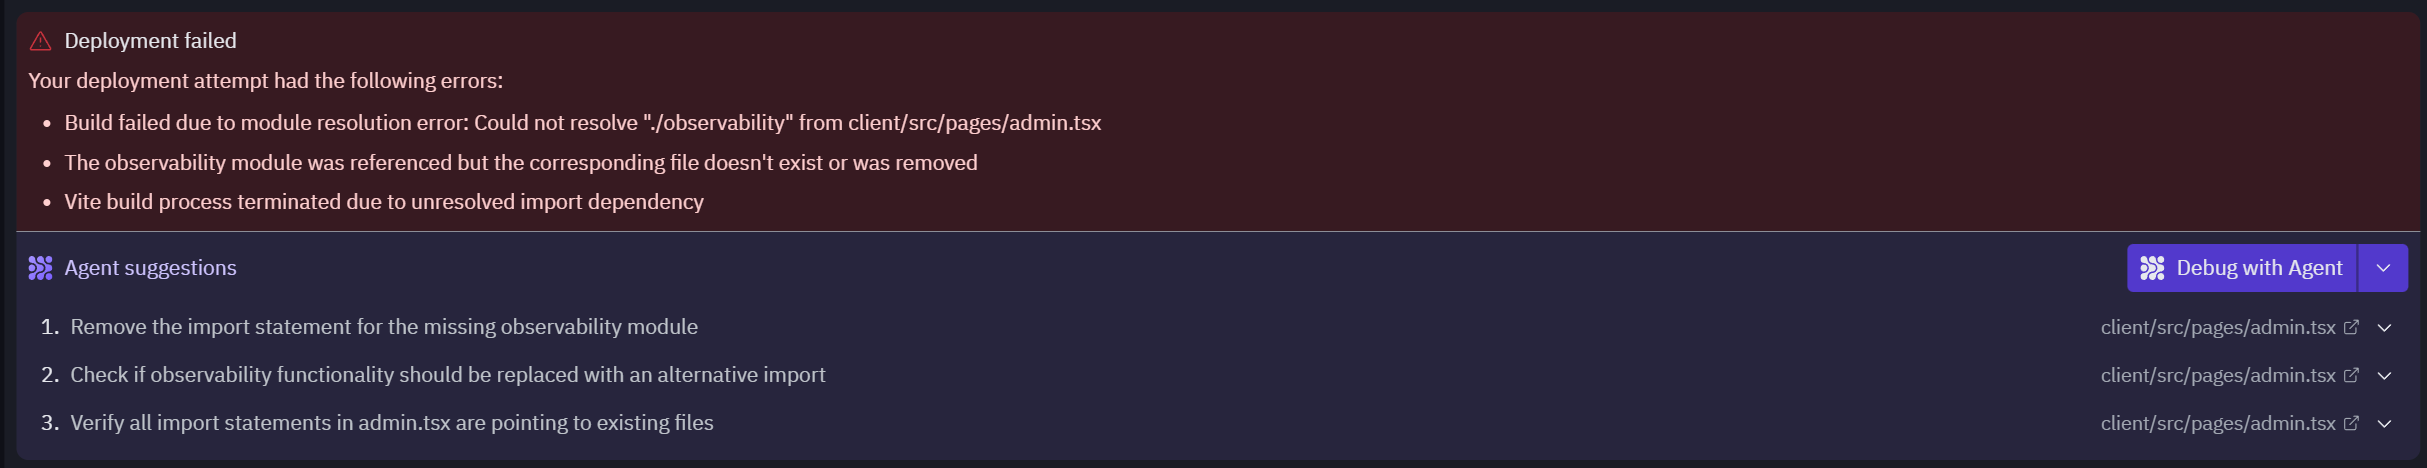 Deployment failed
Your deployment attempt had the following errors:
• Build failed due to module resolution error: Could not resolve "./observability" from client/src/pages/admin.tsx
• The observability module was referenced but the corresponding file doesn't exist or was removed
• Vite build process terminated due to unresolved import dependency
Agent suggestions
Debug with Agent
1. Remove the import statement for the missing observability module client/src/pages/admin.tsx
2. Check if observability functionality should be replaced with an alternative import client/src/pages/admin.tsx
3. Verify all import statements in admin.tsx are pointing to existing files client/src/pages/admin.tsx